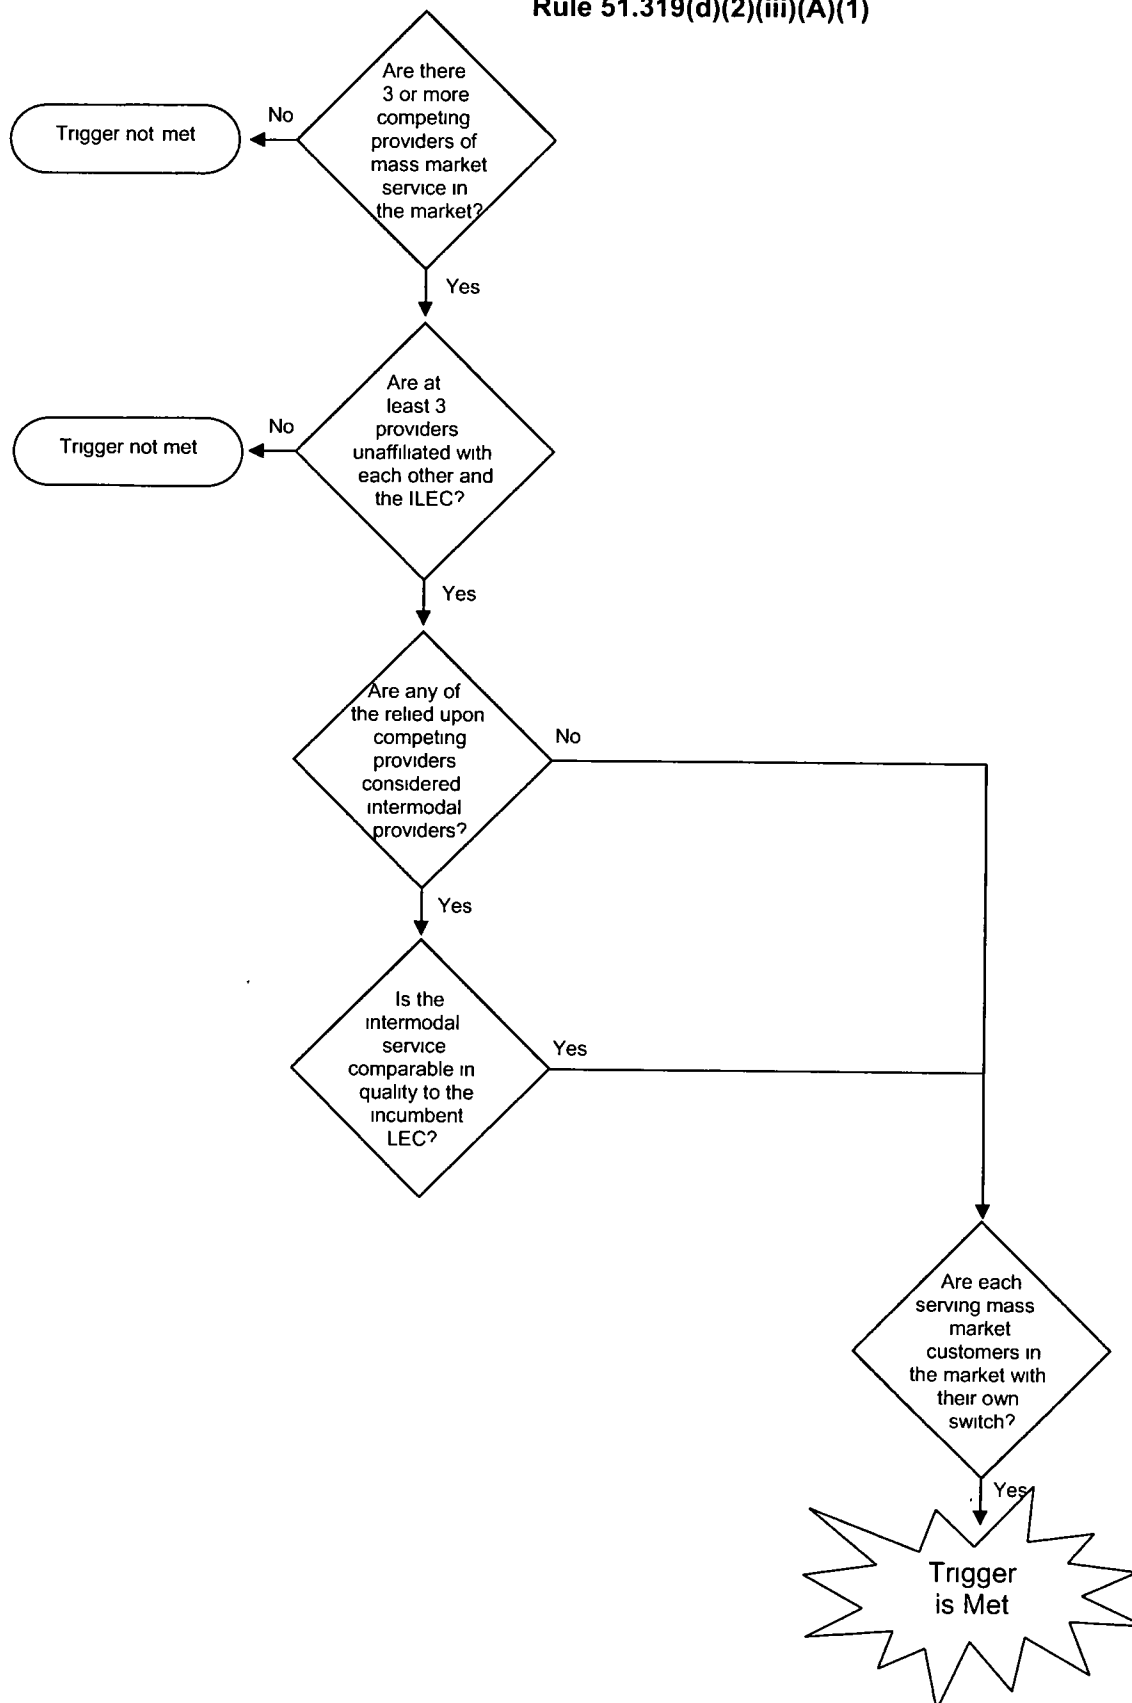 Rule 51.319(d)(2)(iii)(A)(1)
Are there
3 or more
competing
providers of
mass market
service in
the market?
No
Trigger not met
Yes
Are at
least 3
providers
unaffiliated with
each other and
the ILEC?
No
Trigger not met
Yes
Are any of
the relied upon
competing
providers
considered
intermodal
providers?
No
Yes
Is the
intermodal
service
comparable in
quality to the
incumbent
LEC?
Yes
Are each
serving mass
market
customers in
the market with
their own
switch?
Yes
Trigger
is Met